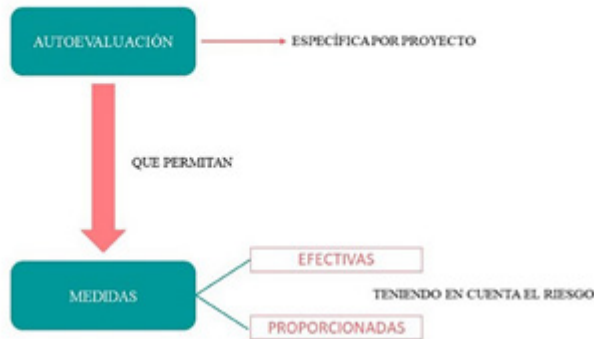 AUTOEVALUACIÓN
ESPECÍFICA POR PROYECTO
QUE PERMITAN
EFECTIVAS
MEDIDAS
TENIENDO EN CUENTA EL RIESGO
PROPORCIONADAS